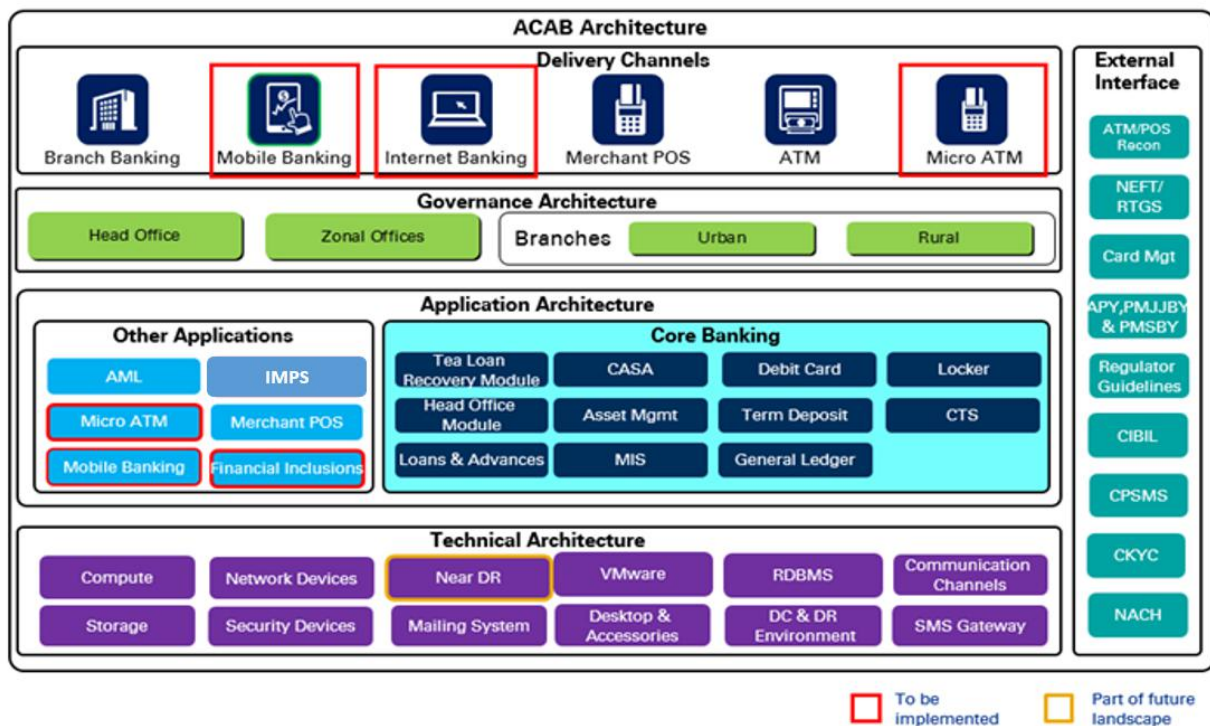 ACAB Architecture
Delivery Channels
Branch Banking
Mobile Banking
Internet Banking
Merchant POS
ATM
Micro ATM
Governance Architecture
Head Office
Zonal Offices
Branches
Urban
Rural
Application Architecture
Other Applications
AML
IMPS
Micro ATM
Merchant POS
Mobile Banking
Financial Inclusions
Core Banking
Tea Loan
Recovery Module
CASA
Debit Card
Locker
Head Office
Module
Asset Mgmt
Term Deposit
CTS
Loans & Advances
MIS
General Ledger
Technical Architecture
Compute
Network Devices
Near DR
VMware
RDBMS
Communication
Channels
Storage
Security Devices
Mailing System
Desktop &
Accessories
DC & DR
Environment
SMS Gateway
External
Interface
ATM/POS
Recon
NEFT/
RTGS
Card Mgt
APY,PMJJBY
& PMSBY
Regulator
Guidelines
CIBIL
CPSMS
CKYC
NACH
To be
implemented
Part of future
landscape